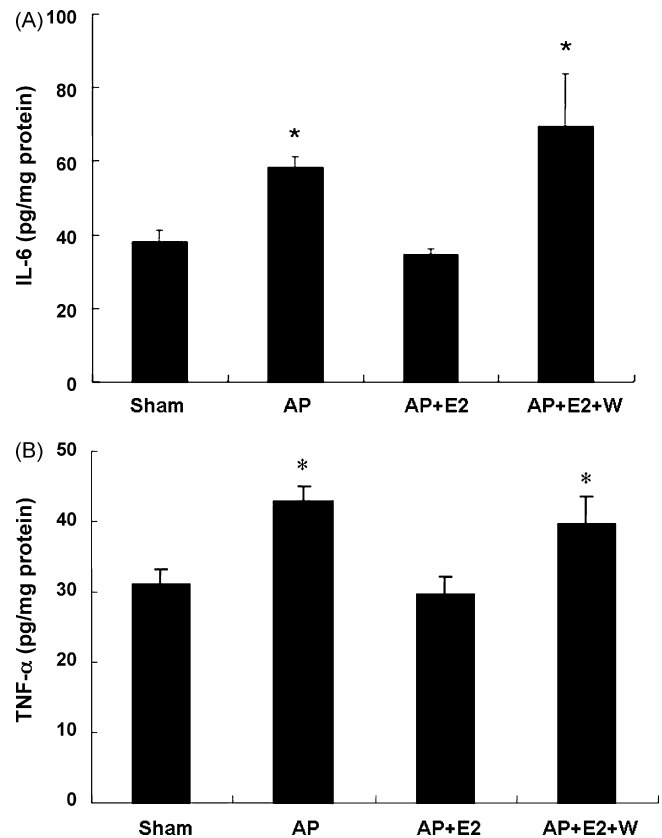 (A)
IL-6 (pg/mg protein)
100
80
60
40
20
0
*
*
Sham AP AP+E2 AP+E2+W
(B)
TNF-α (pg/mg protein)
50
40
30
20
10
0
*
*
Sham AP AP+E2 AP+E2+W